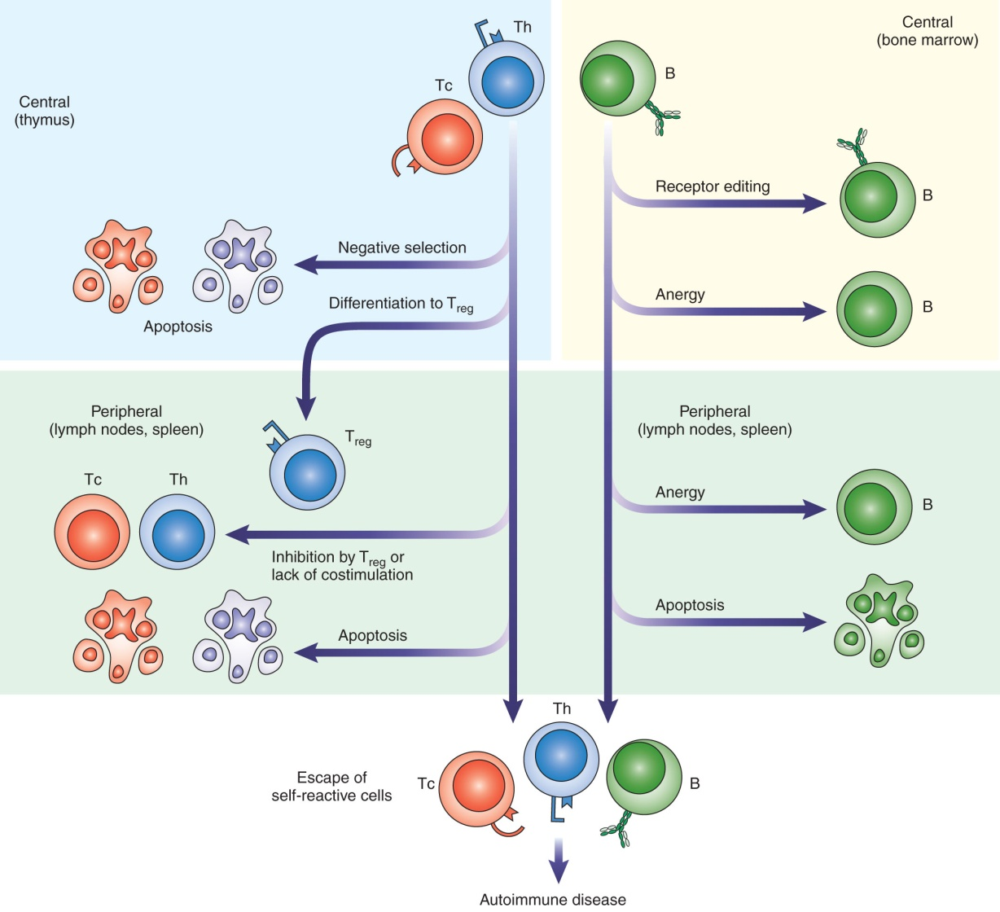 Th
Tc
Central
(thymus)
Negative selection
Differentiation to Treg
Apoptosis
Central
(bone marrow)
B
Receptor editing
B
Anergy
B
Peripheral
(lymph nodes, spleen)
Treg
Tc
Th
Inhibition by Treg or
lack of costimulation
Apoptosis
Peripheral
(lymph nodes, spleen)
Anergy
B
Apoptosis
Th
Escape of
self-reactive cells
Tc
B
Autoimmune disease